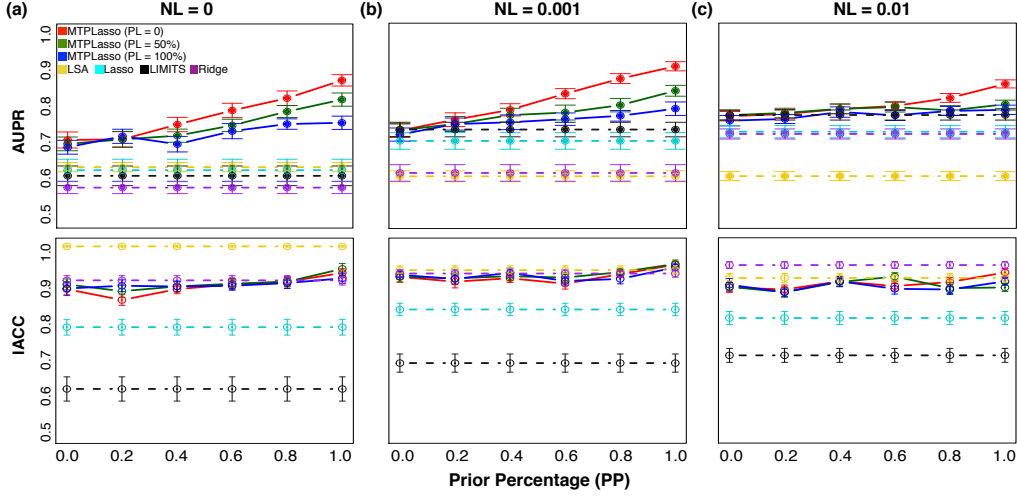 (a) NL = 0
(b) NL = 0.001
(c) NL = 0.01
MTPLasso (PL = 0)
MTPLasso (PL = 50%)
MTPLasso (PL = 100%)
LSA Lasso LIMITS Ridge
AUPR
1.0
0.9
0.8
0.7
0.6
0.5
IACC
1.0
0.9
0.8
0.7
0.6
0.5
0.0 0.2 0.4 0.6 0.8 1.0
0.0 0.2 0.4 0.6 0.8 1.0
0.0 0.2 0.4 0.6 0.8 1.0
Prior Percentage (PP)